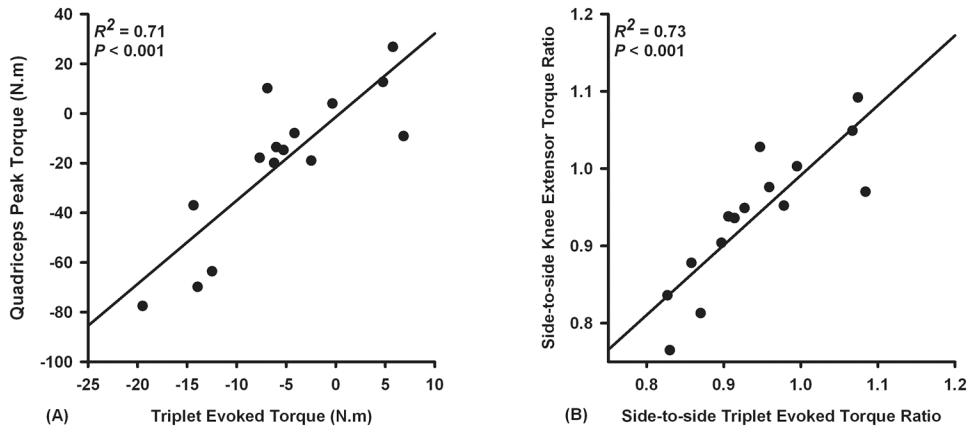 R² = 0.71
P < 0.001
Quadriceps Peak Torque (N.m)
40
20
0
-20
-40
-60
-80
-100
-25 -20 -15 -10 -5 0 5 10
(A) Triplet Evoked Torque (N.m)
R² = 0.73
P < 0.001
Side-to-side Knee Extensor Torque Ratio
1.2
1.1
1.0
0.9
0.8
0.8 0.9 1.0 1.1 1.2
(B) Side-to-side Triplet Evoked Torque Ratio